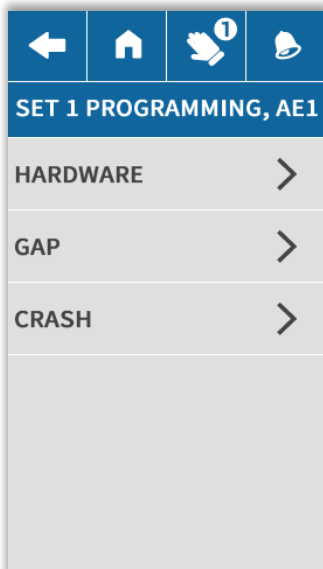 1
SET 1 PROGRAMMING, AE1
HARDWARE
GAP
CRASH